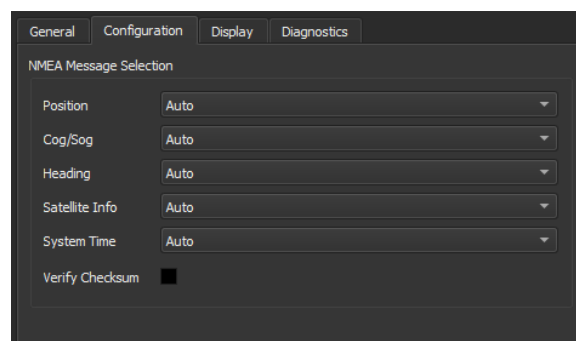 General Configuration Display Diagnostics
NMEA Message Selection
Position Auto
Cog/Sog Auto
Heading Auto
Satellite Info Auto
System Time Auto
Verify Checksum